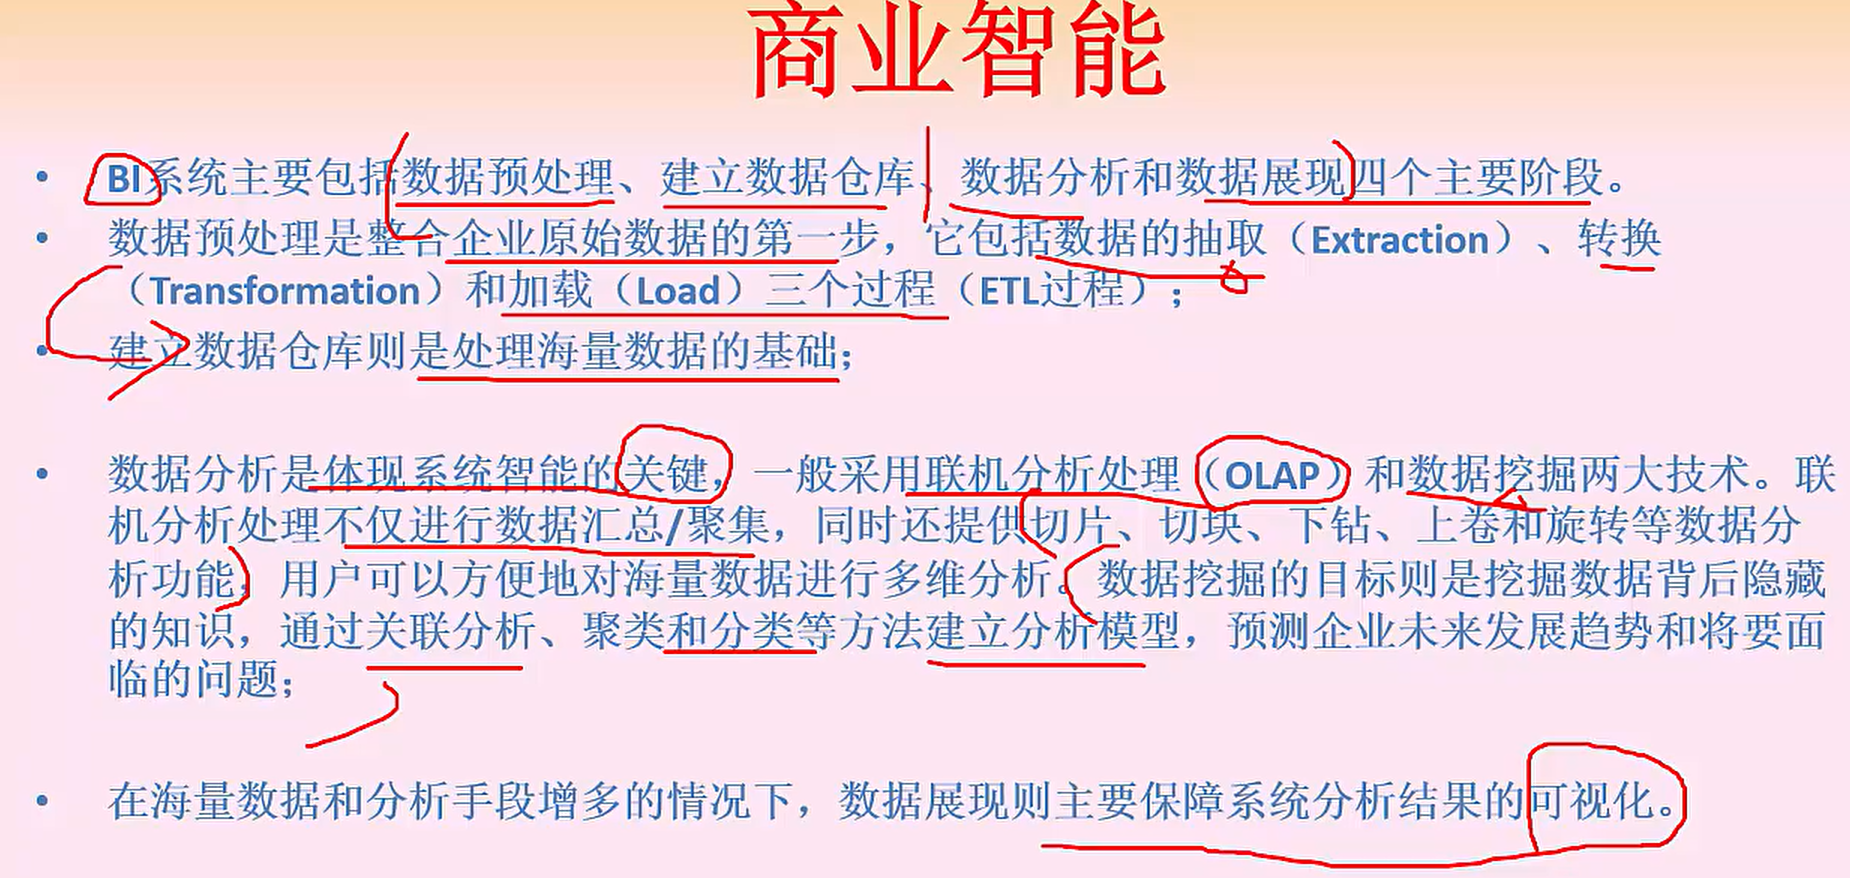 商业智能
• BI系统主要包括数据预处理、建立数据仓库、数据分析和数据展现四个主要阶段。
• 数据预处理是整合企业原始数据的第一步，它包括数据的抽取（Extraction）、转换
（Transformation）和加载（Load）三个过程（ETL过程）；
• 建立数据仓库则是处理海量数据的基础；
• 数据分析是体现系统智能的关键，一般采用联机分析处理（OLAP）和数据挖掘两大技术。联
机分析处理不仅进行数据汇总/聚集，同时还提供切片、切块、下钻、上卷和旋转等数据分
析功能，用户可以方便地对海量数据进行多维分析。数据挖掘的目标则是挖掘数据背后隐藏
的知识，通过关联分析、聚类和分类等方法建立分析模型，预测企业未来发展趋势和将要面
临的问题；
• 在海量数据和分析手段增多的情况下，数据展现则主要保障系统分析结果的可视化。